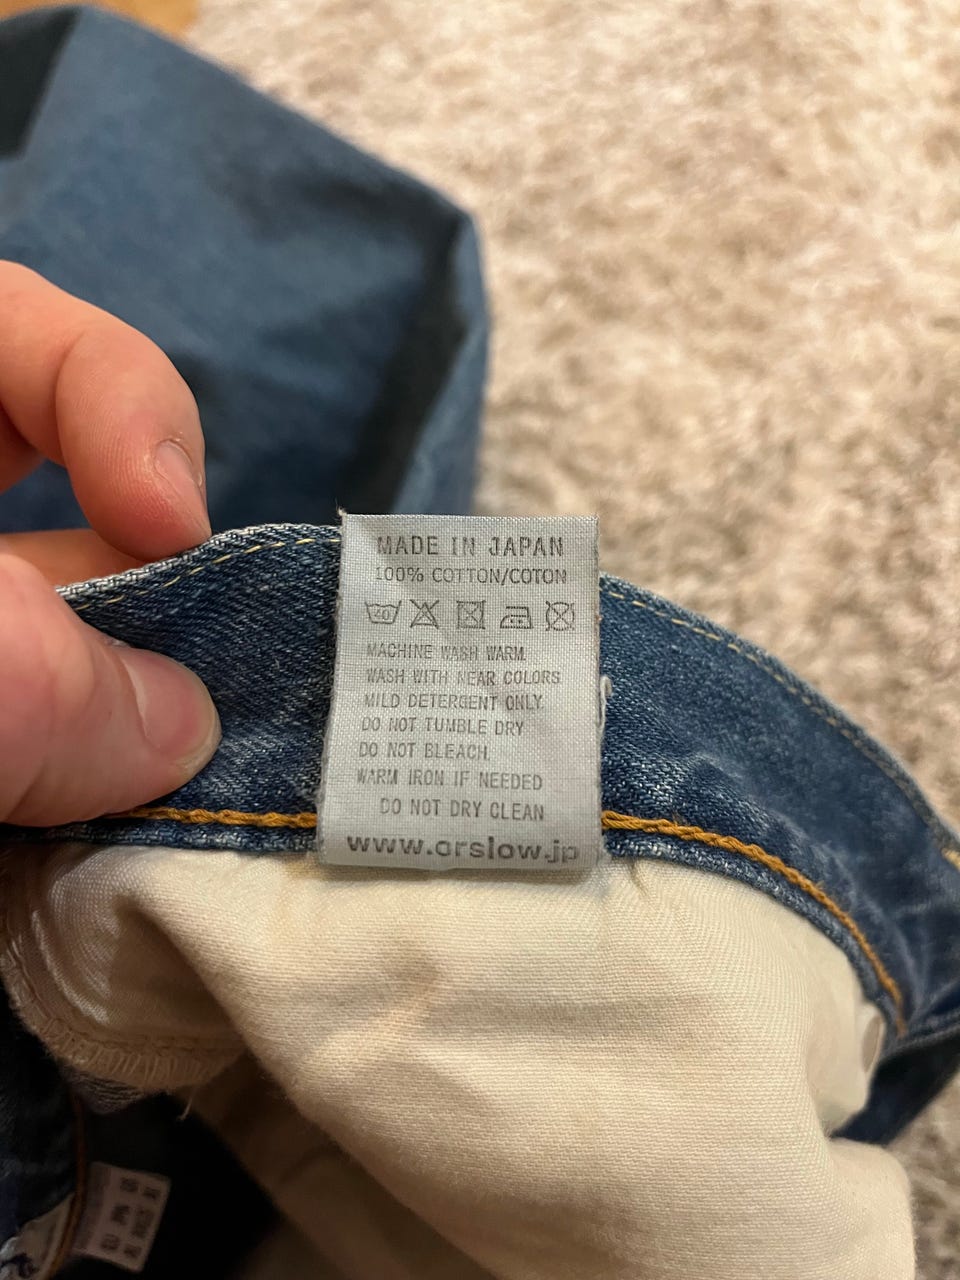 MADE IN JAPAN
100% COTTON/COTON
40
MACHINE WASH WARM.
WASH WITH NEAR COLORS
MILD DETERGENT ONLY
DO NOT TUMBLE DRY
DO NOT BLEACH.
WARM IRON IF NEEDED
DO NOT DRY CLEAN
www.orslow.jp